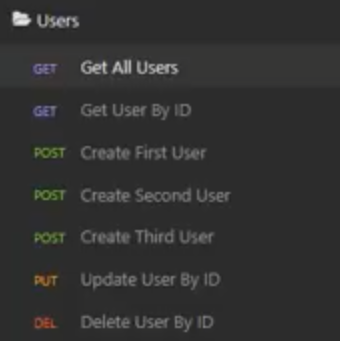 Users
GET Get All Users
GET Get User By ID
POST Create First User
POST Create Second User
POST Create Third User
PUT Update User By ID
DEL Delete User By ID